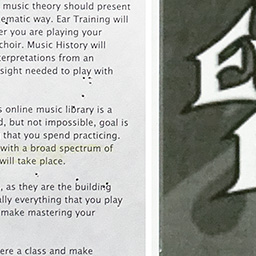 music theory should present
matic way. Ear Training will
er you are playing your
choir. Music History will
terpretations from an
sight needed to play with
s online music library is a
d, but not impossible, goal is
that you spend practicing.
with a broad spectrum of
will take place.
, as they are the building
ally everything that you play
make mastering your
ere a class and make
E